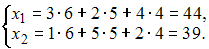 x₁ = 3·6 + 2·5 + 4·4 = 44,
x₂ = 1·6 + 5·5 + 2·4 = 39.